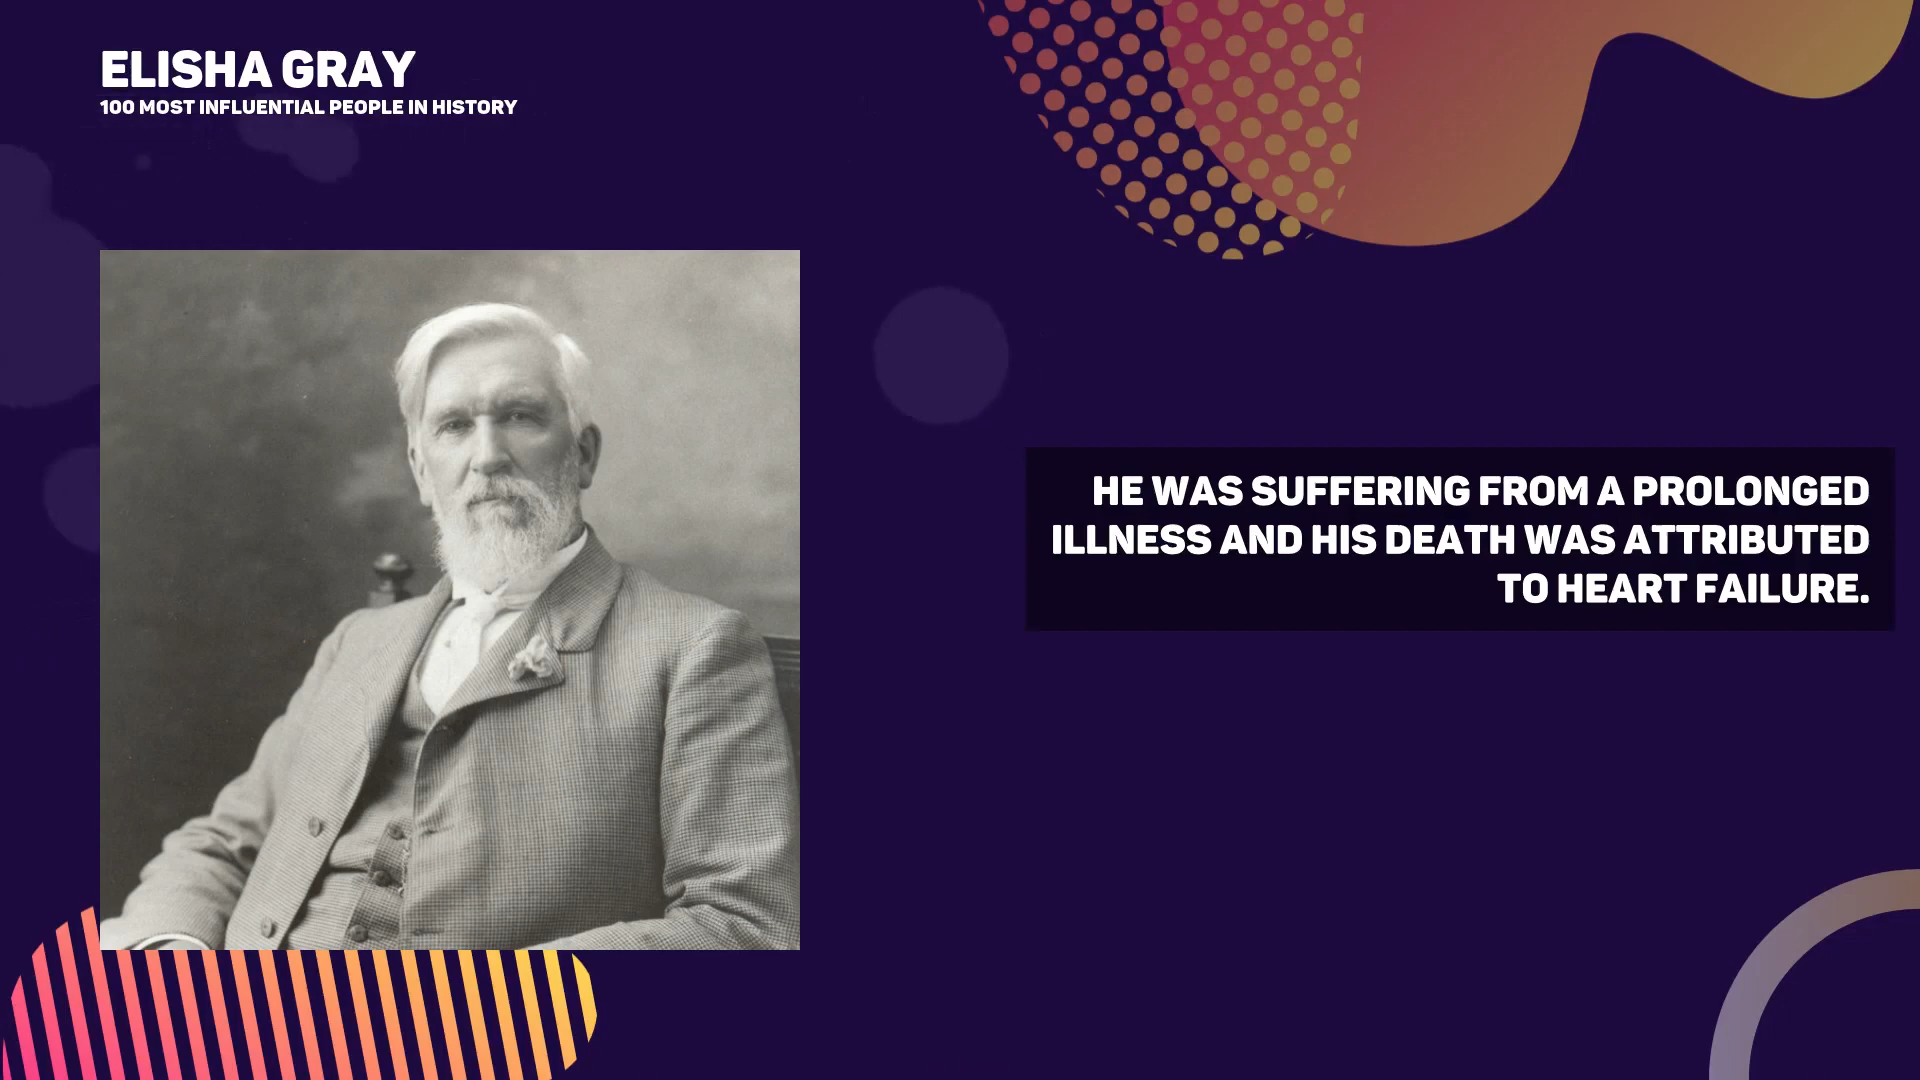 ELISHA GRAY
100 MOST INFLUENTIAL PEOPLE IN HISTORY
HE WAS SUFFERING FROM A PROLONGED
ILLNESS AND HIS DEATH WAS ATTRIBUTED
TO HEART FAILURE.